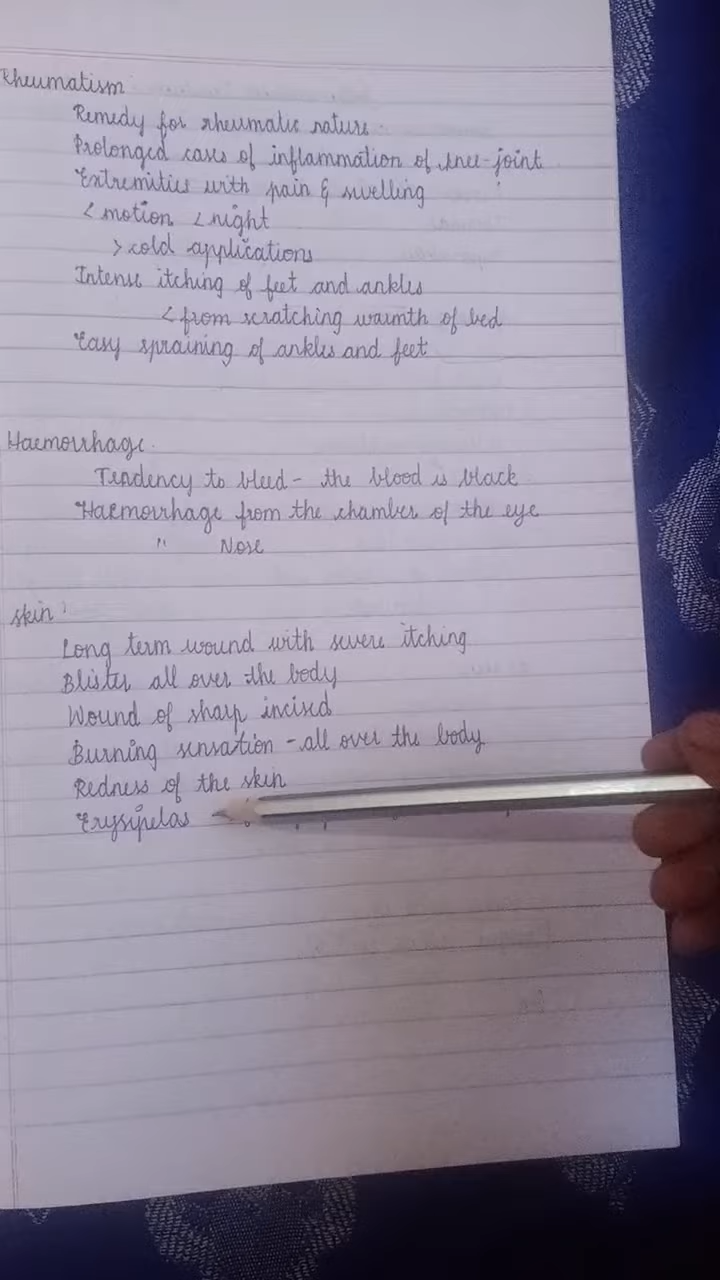 Rheumatism
Remedy for rheumatic nature.
Prolonged cases of inflammation of knee-joint
Extremities with pain & swelling
< motion < night
> cold applications
Intense itching of feet and ankles
< from scratching warmth of bed
Easy spraining of ankles and feet
Haemorrhage.
Tendency to bleed - the blood is black
Haemorrhage from the chamber of the eye
" Nose
Skin:
Long term wound with severe itching
Blister all over the body
Wound of sharp incised
Burning sensation - all over the body
Redness of the skin
Erysipelas